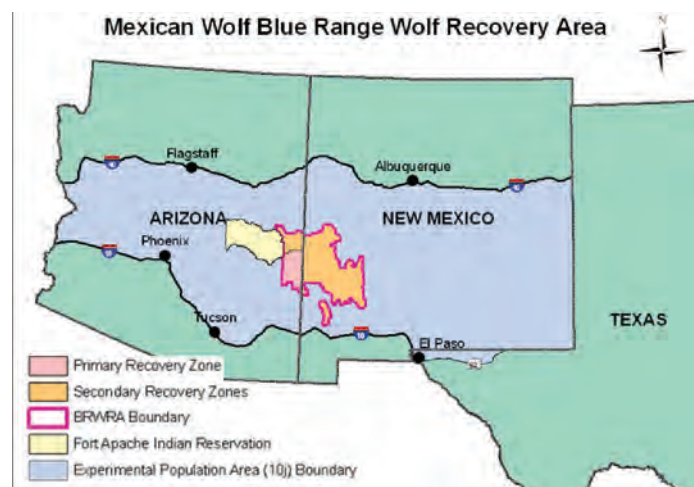 Mexican Wolf Blue Range Wolf Recovery Area
N
Flagstaff
Albuquerque
ARIZONA
NEW MEXICO
Phoenix
Tucson
El Paso
TEXAS
Primary Recovery Zone
Secondary Recovery Zones
BRWRA Boundary
Fort Apache Indian Reservation
Experimental Population Area (10j) Boundary